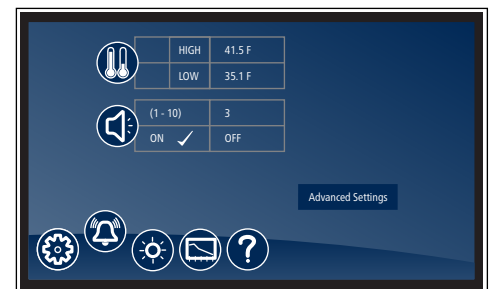 HIGH 41.5 F
LOW 35.1 F
(1 - 10) 3
ON ✓ OFF
Advanced Settings
?